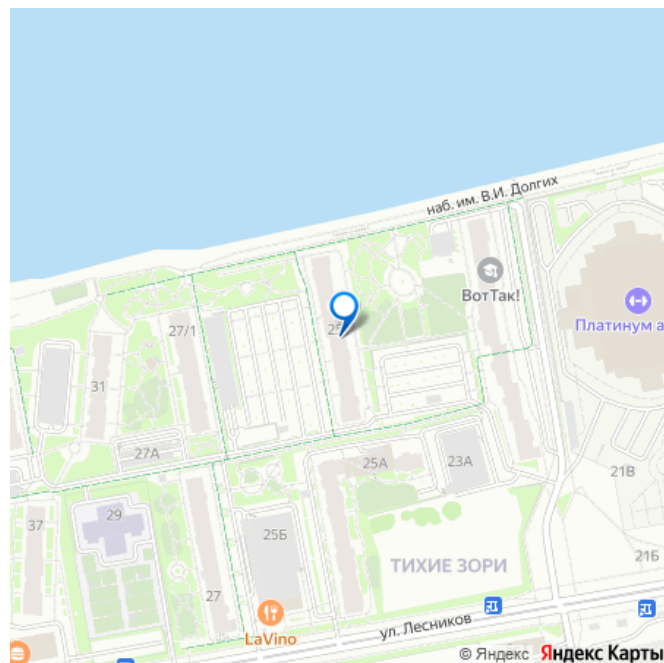 наб. им. В.И. Долгих
ВотТак!
Платинум а
27/1
31
27А
25А
23А
21В
37
29
25Б
27
ТИХИЕ ЗОРИ
21Б
ул. Лесников
LaVino
© Яндекс Яндекс Карты